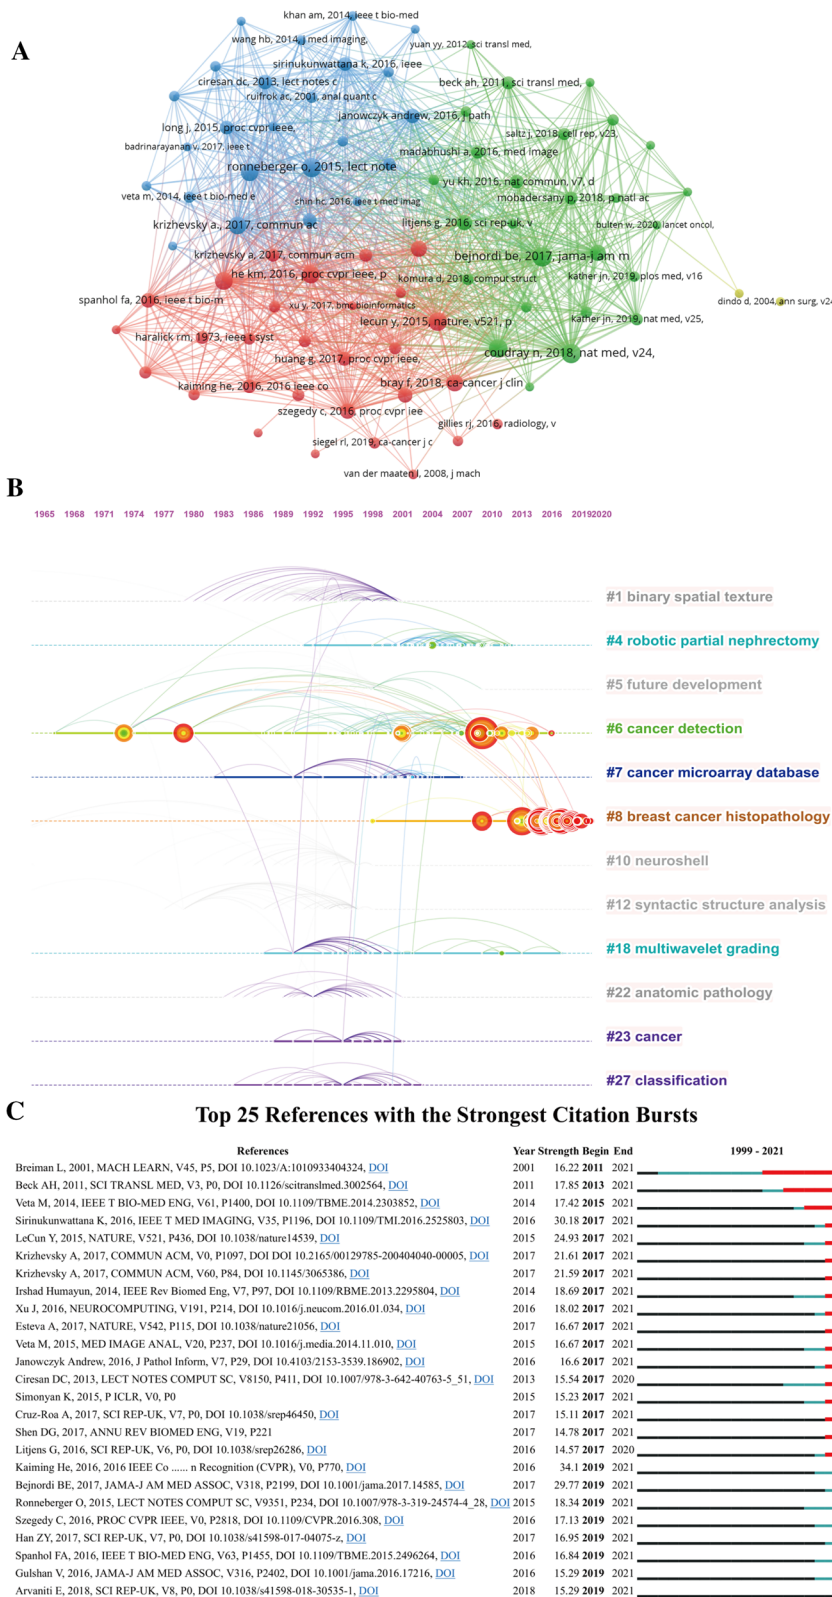 A
khan am, 2014, ieee t bio-med
wang hb, 2014, j med imaging,
yuan yy, 2012, sci transl med,
sirinukunwattana k, 2016, ieee
ciresan dc, 2013, lect notes c
beck ah, 2011, sci transl med,
ruifrok ac, 2001, anal quant c
janowczyk andrew, 2016, j path
long j, 2015, proc cvpr ieee,
saltz j, 2018, cell rep, v23,
badrinarayanan v, 2017, ieee t
madabhushi a, 2016, med image
ronneberger o, 2015, lect note
yu kh, 2016, nat commun, v7, d
veta m, 2014, ieee t bio-med e
shin hc, 2016, ieee t med imag
mobadersany p, 2018, p natl ac
krizhevsky a., 2017, commun ac
litjens g, 2016, sci rep-uk, v
bulten w, 2020, lancet oncol,
krizhevsky a, 2017, commun acm
bejnordi be, 2017, jama-j am m
he km, 2016, proc cvpr ieee, p
komura d, 2018, comput struct
kather jn, 2019, plos med, v16
spanhol fa, 2016, ieee t bio-m
xu y, 2017, bmc bioinformatics
dindo d, 2004, ann surg, v24
lecun y, 2015, nature, v521, p
kather jn, 2019, nat med, v25,
haralick rm, 1973, ieee t syst
huang g, 2017, proc cvpr ieee,
coudray n, 2018, nat med, v24,
kaiming he, 2016, 2016 ieee co
bray f, 2018, ca-cancer j clin
szegedy c, 2016, proc cvpr iee
gillies rj, 2016, radiology, v
siegel rl, 2019, ca-cancer j c
van der maaten l, 2008, j mach
B
1965 1968 1971 1974 1977 1980 1983 1986 1989 1992 1995 1998 2001 2004 2007 2010 2013 2016 2019 2020
#1 binary spatial texture
#4 robotic partial nephrectomy
#5 future development
#6 cancer detection
#7 cancer microarray database
#8 breast cancer histopathology
#10 neuroshell
#12 syntactic structure analysis
#18 multiwavelet grading
#22 anatomic pathology
#23 cancer
#27 classification
C
Top 25 References with the Strongest Citation Bursts
References Year Strength Begin End 1999 - 2021
Breiman L, 2001, MACH LEARN, V45, P5, DOI 10.1023/A:1010933404324, DOI 2001 16.22 2011 2021
Beck AH, 2011, SCI TRANSL MED, V3, P0, DOI 10.1126/scitranslmed.3002564, DOI 2011 17.85 2013 2021
Veta M, 2014, IEEE T BIO-MED ENG, V61, P1400, DOI 10.1109/TBME.2014.2303852, DOI 2014 17.42 2015 2021
Sirinukunwattana K, 2016, IEEE T MED IMAGING, V35, P1196, DOI 10.1109/TMI.2016.2525803, DOI 2016 30.18 2017 2021
LeCun Y, 2015, NATURE, V521, P436, DOI 10.1038/nature14539, DOI 2015 24.93 2017 2021
Krizhevsky A, 2017, COMMUN ACM, V0, P1097, DOI DOI 10.2165/00129785-200404040-00005, DOI 2017 21.61 2017 2021
Krizhevsky A, 2017, COMMUN ACM, V60, P84, DOI 10.1145/3065386, DOI 2017 21.59 2017 2021
Irshad Humayun, 2014, IEEE Rev Biomed Eng, V7, P97, DOI 10.1109/RBME.2013.2295804, DOI 2014 18.69 2017 2021
Xu J, 2016, NEUROCOMPUTING, V191, P214, DOI 10.1016/j.neucom.2016.01.034, DOI 2016 18.02 2017 2021
Esteva A, 2017, NATURE, V542, P115, DOI 10.1038/nature21056, DOI 2017 16.67 2017 2021
Veta M, 2015, MED IMAGE ANAL, V20, P237, DOI 10.1016/j.media.2014.11.010, DOI 2015 16.67 2017 2021
Janowczyk Andrew, 2016, J Pathol Inform, V7, P29, DOI 10.4103/2153-3539.186902, DOI 2016 16.6 2017 2021
Ciresan DC, 2013, LECT NOTES COMPUT SC, V8150, P411, DOI 10.1007/978-3-642-40763-5_51, DOI 2013 15.54 2017 2020
Simonyan K, 2015, P ICLR, V0, P0 2015 15.23 2017 2021
Cruz-Roa A, 2017, SCI REP-UK, V7, P0, DOI 10.1038/srep46450, DOI 2017 15.11 2017 2021
Shen DG, 2017, ANNU REV BIOMED ENG, V19, P221 2017 14.78 2017 2021
Litjens G, 2016, SCI REP-UK, V6, P0, DOI 10.1038/srep26286, DOI 2016 14.57 2017 2020
Kaiming He, 2016, 2016 IEEE Co ...... n Recognition (CVPR), V0, P770, DOI 2016 34.1 2019 2021
Bejnordi BE, 2017, JAMA-J AM MED ASSOC, V318, P2199, DOI 10.1001/jama.2017.14585, DOI 2017 29.77 2019 2021
Ronneberger O, 2015, LECT NOTES COMPUT SC, V9351, P234, DOI 10.1007/978-3-319-24574-4_28, DOI 2015 18.34 2019 2021
Szegedy C, 2016, PROC CVPR IEEE, V0, P2818, DOI 10.1109/CVPR.2016.308, DOI 2016 17.13 2019 2021
Han ZY, 2017, SCI REP-UK, V7, P0, DOI 10.1038/s41598-017-04075-z, DOI 2017 16.95 2019 2021
Spanhol FA, 2016, IEEE T BIO-MED ENG, V63, P1455, DOI 10.1109/TBME.2015.2496264, DOI 2016 16.84 2019 2021
Gulshan V, 2016, JAMA-J AM MED ASSOC, V316, P2402, DOI 10.1001/jama.2016.17216, DOI 2016 15.29 2019 2021
Arvaniti E, 2018, SCI REP-UK, V8, P0, DOI 10.1038/s41598-018-30535-1, DOI 2018 15.29 2019 2021